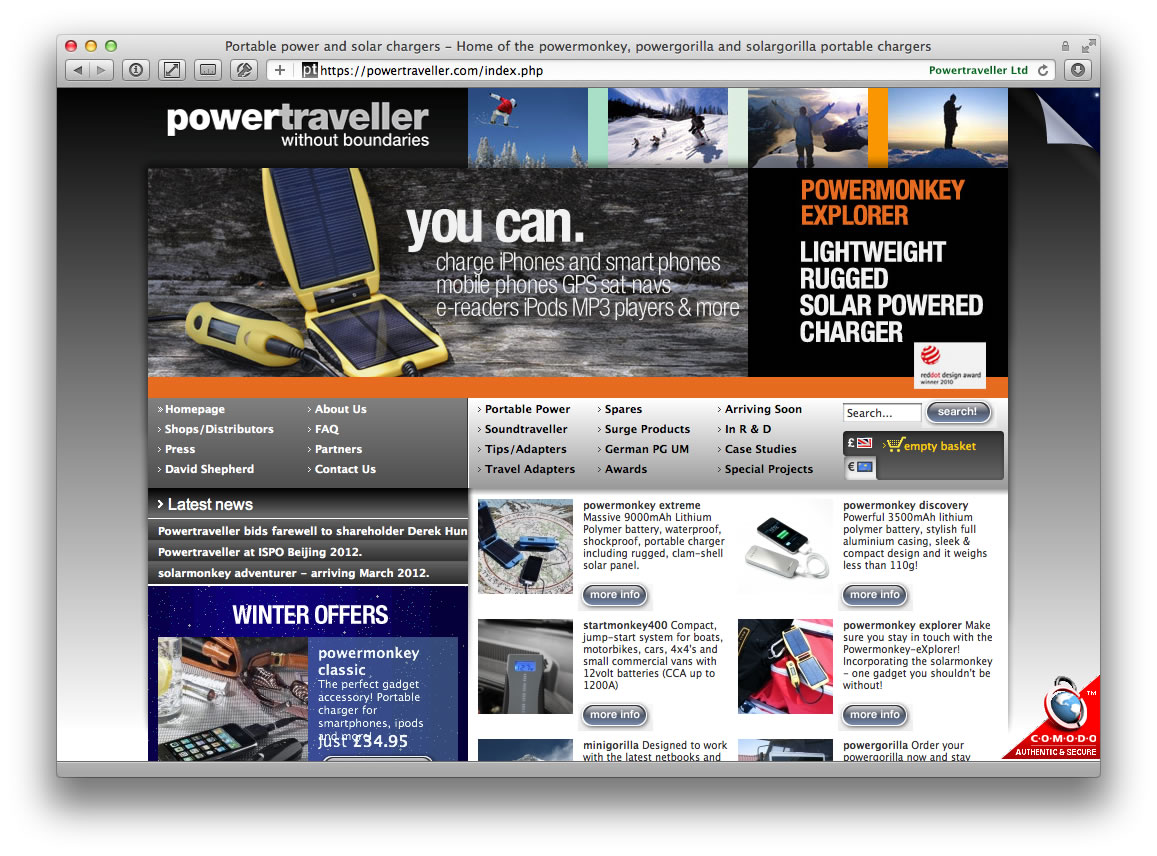 Portable power and solar chargers – Home of the powermonkey, powergorilla and solargorilla portable chargers
pt https://powertraveller.com/index.php
Powertraveller Ltd
powertraveller
without boundaries
you can.
charge iPhones and smart phones
mobile phones GPS sat-navs
e-readers iPods MP3 players & more
POWERMONKEY
EXPLORER
LIGHTWEIGHT
RUGGED
SOLAR POWERED
CHARGER
reddot design award
winner 2010
Homepage
Shops/Distributors
Press
David Shepherd
About Us
FAQ
Partners
Contact Us
Portable Power
Soundtraveller
Tips/Adapters
Travel Adapters
Spares
Surge Products
German PG UM
Awards
Arriving Soon
In R & D
Case Studies
Special Projects
Search...
search!
£
€
empty basket
Latest news
Powertraveller bids farewell to shareholder Derek Hun
Powertraveller at ISPO Beijing 2012.
solarmonkey adventurer – arriving March 2012.
WINTER OFFERS
powermonkey
classic
The perfect gadget
accessory! Portable
charger for
smartphones, ipods
and more
just £34.95
powermonkey extreme
Massive 9000mAh Lithium
Polymer battery, waterproof,
shockproof, portable charger
including rugged, clam-shell
solar panel.
more info
powermonkey discovery
Powerful 3500mAh lithium
polymer battery, stylish full
aluminium casing, sleek &
compact design and it weighs
less than 110g!
more info
startmonkey400 Compact,
jump-start system for boats,
motorbikes, cars, 4x4's and
small commercial vans with
12volt batteries (CCA up to
1200A)
more info
powermonkey explorer Make
sure you stay in touch with the
Powermonkey-eXplorer!
Incorporating the solarmonkey
- one gadget you shouldn't be
without!
more info
minigorilla Designed to work
with the latest netbooks and
powergorilla Order your
powergorilla now and stay
TM
C·O·M·O·D·O
AUTHENTIC & SECURE